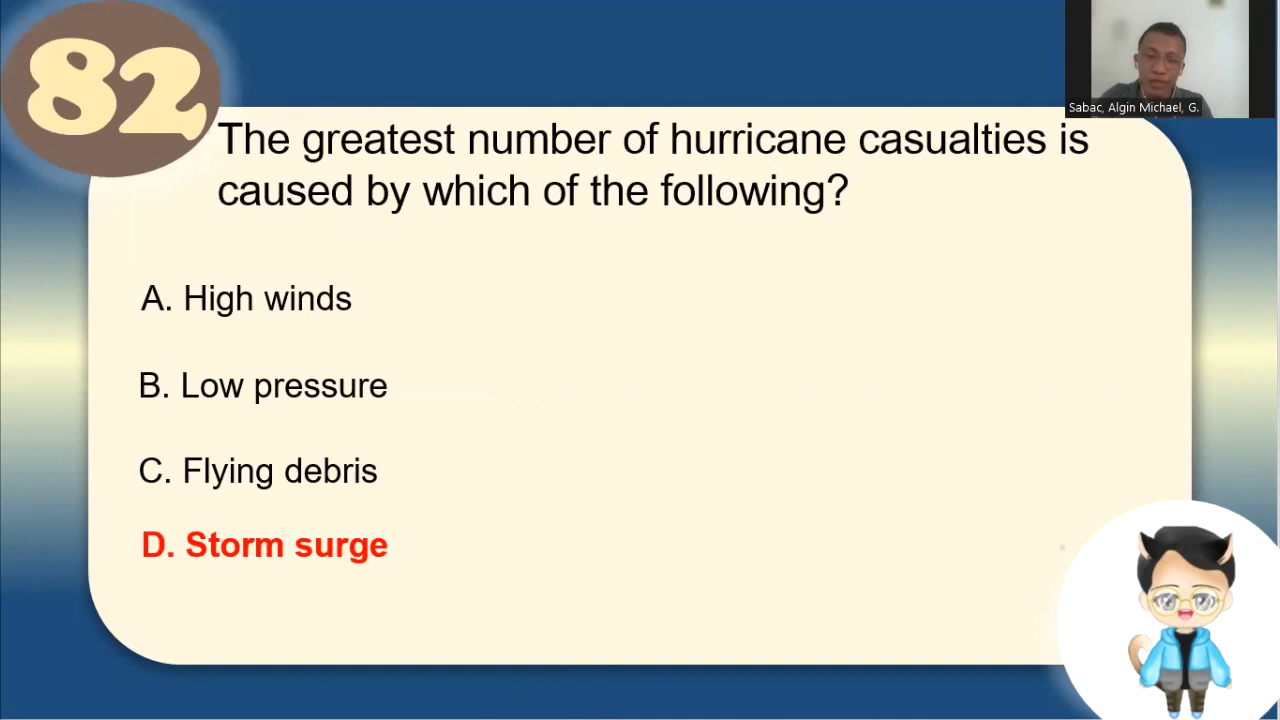 82
Sabac, Algin Michael, G.
The greatest number of hurricane casualties is
caused by which of the following?
A. High winds
B. Low pressure
C. Flying debris
D. Storm surge